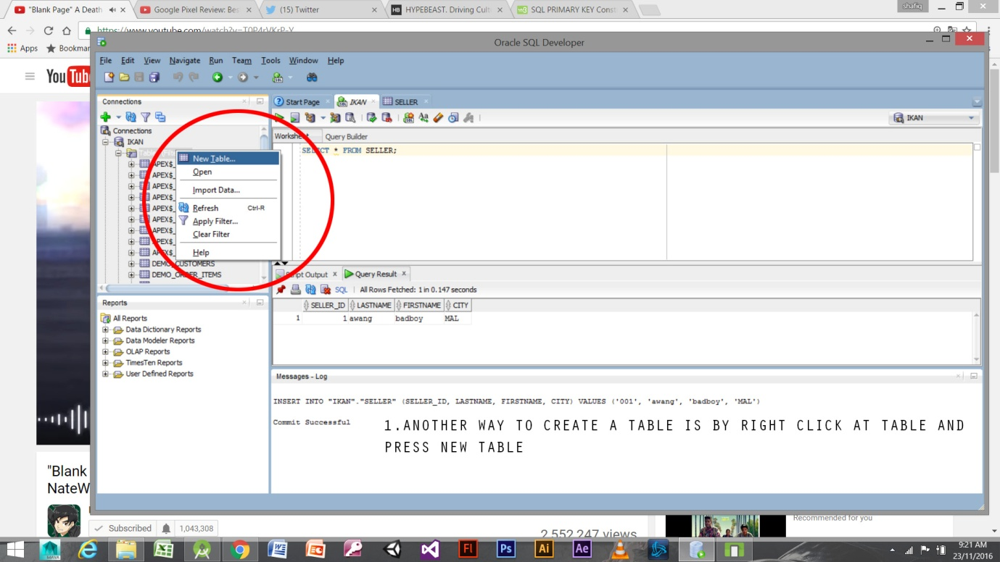 "Blank Page" A Death
Google Pixel Review: Bes
(15) Twitter
HYPEBEAST. Driving Cult
SQL PRIMARY KEY Const
shafiq
https://www.youtube.com/watch?v=T0P4rVKrP-Y
Apps
Bookmar
YouTub
Oracle SQL Developer
File Edit View Navigate Run Team Tools Window Help
Connections
Start Page
IKAN
SELLER
IKAN
Connections
IKAN
Worksheet
Query Builder
SELECT * FROM SELLER;
New Table...
Open
Import Data...
Refresh Ctrl-R
Apply Filter...
Clear Filter
Help
APEX$_
APEX$_
APEX$_
APEX$_
APEX$_
APEX$_
APEX$_
APEX$_
APEX$_
DEMO_CUSTOMERS
DEMO_ORDER_ITEMS
Script Output
Query Result
SQL | All Rows Fetched: 1 in 0.147 seconds
SELLER_ID LASTNAME FIRSTNAME CITY
1 1 awang badboy MAL
Reports
All Reports
Data Dictionary Reports
Data Modeler Reports
OLAP Reports
TimesTen Reports
User Defined Reports
Messages - Log
INSERT INTO "IKAN"."SELLER" (SELLER_ID, LASTNAME, FIRSTNAME, CITY) VALUES ('001', 'awang', 'badboy', 'MAL')
Commit Successful
1.ANOTHER WAY TO CREATE A TABLE IS BY RIGHT CLICK AT TABLE AND
PRESS NEW TABLE
"Blank
NateW
Subscribed 1,043,308
2,552,247 views
Recommended for you
MAYA
Fl
Ps
Ai
Ae
9:21 AM
23/11/2016